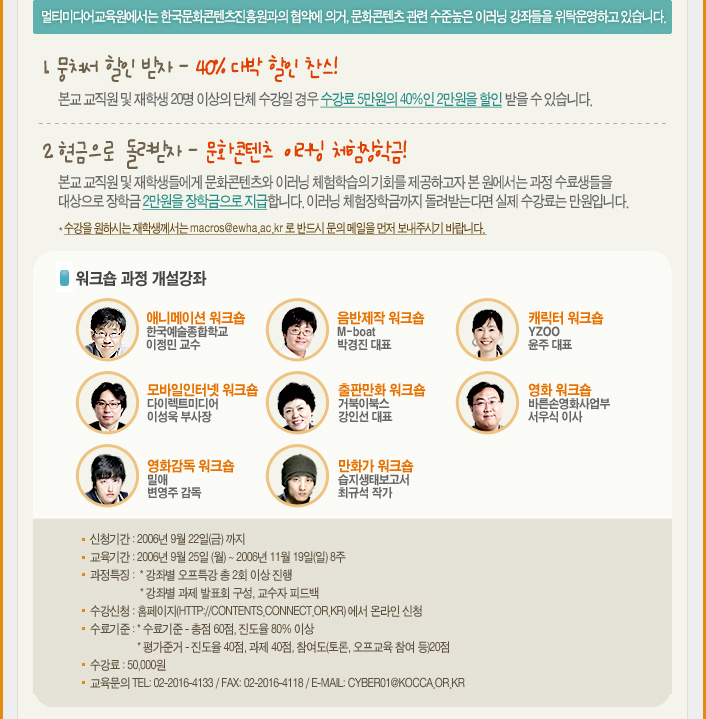 멀티미디어교육원에서는 한국문화콘텐츠진흥원과의 협약에 의거, 문화콘텐츠 관련 수준높은 이러닝 강좌들을 위탁운영하고 있습니다.
1. 뭉쳐서 할인 받자 - 40% 대박 할인 찬스!
본교 교직원 및 재학생 20명 이상의 단체 수강일 경우 수강료 5만원의 40%인 2만원을 할인 받을 수 있습니다.
2. 현금으로 돌려받자 - 문화콘텐츠 이러닝 체험장학금!
본교 교직원 및 재학생들에게 문화콘텐츠와 이러닝 체험학습의 기회를 제공하고자 본 원에서는 과정 수료생들을
대상으로 장학금 2만원을 장학금으로 지급합니다. 이러닝 체험장학금까지 돌려받는다면 실제 수강료는 만원입니다.
* 수강을 원하시는 재학생께서는 macros@ewha.ac.kr 로 반드시 문의 메일을 먼저 보내주시기 바랍니다.
워크숍 과정 개설강좌
애니메이션 워크숍
한국예술종합학교
이정민 교수
음반제작 워크숍
M-boat
박경진 대표
캐릭터 워크숍
YZOO
윤주 대표
모바일인터넷 워크숍
다이렉트미디어
이성욱 부사장
출판만화 워크숍
거북이북스
강인선 대표
영화 워크숍
바른손영화사업부
서우식 이사
영화감독 워크숍
밀애
변영주 감독
만화가 워크숍
습지생태보고서
최규석 작가
신청기간 : 2006년 9월 22일(금) 까지
교육기간 : 2006년 9월 25일 (월) ~ 2006년 11월 19일(일) 8주
과정특징 : * 강좌별 오프특강 총 2회 이상 진행
* 강좌별 과제 발표회 구성, 교수자 피드백
수강신청 : 홈페이지(HTTP://CONTENTS.CONNECT.OR.KR) 에서 온라인 신청
수료기준 : * 수료기준 - 총점 60점, 진도율 80% 이상
* 평가준거 - 진도율 40점, 과제 40점, 참여도(토론, 오프교육 참여 등)20점
수강료 : 50,000원
교육문의 TEL: 02-2016-4133 / FAX: 02-2016-4118 / E-MAIL: CYBER01@KOCCA.OR.KR